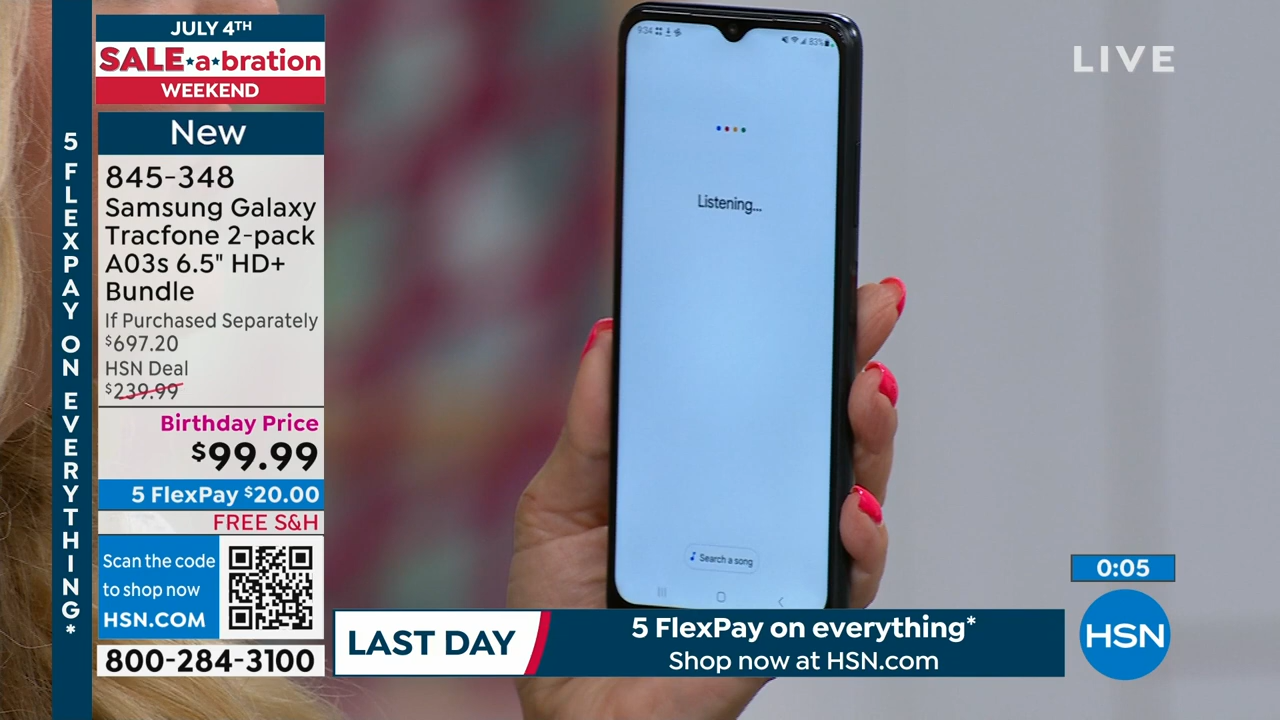 5 FLEXPAY ON EVERYTHING*
JULY 4TH
SALE★a★bration
WEEKEND
New
845-348
Samsung Galaxy
Tracfone 2-pack
A03s 6.5" HD+
Bundle
If Purchased Separately
$697.20
HSN Deal
$239.99
Birthday Price
$99.99
5 FlexPay $20.00
FREE S&H
Scan the code
to shop now
HSN.COM
800-284-3100
9:34
83%
Listening...
Search a song
LIVE
0:05
HSN
LAST DAY
5 FlexPay on everything*
Shop now at HSN.com